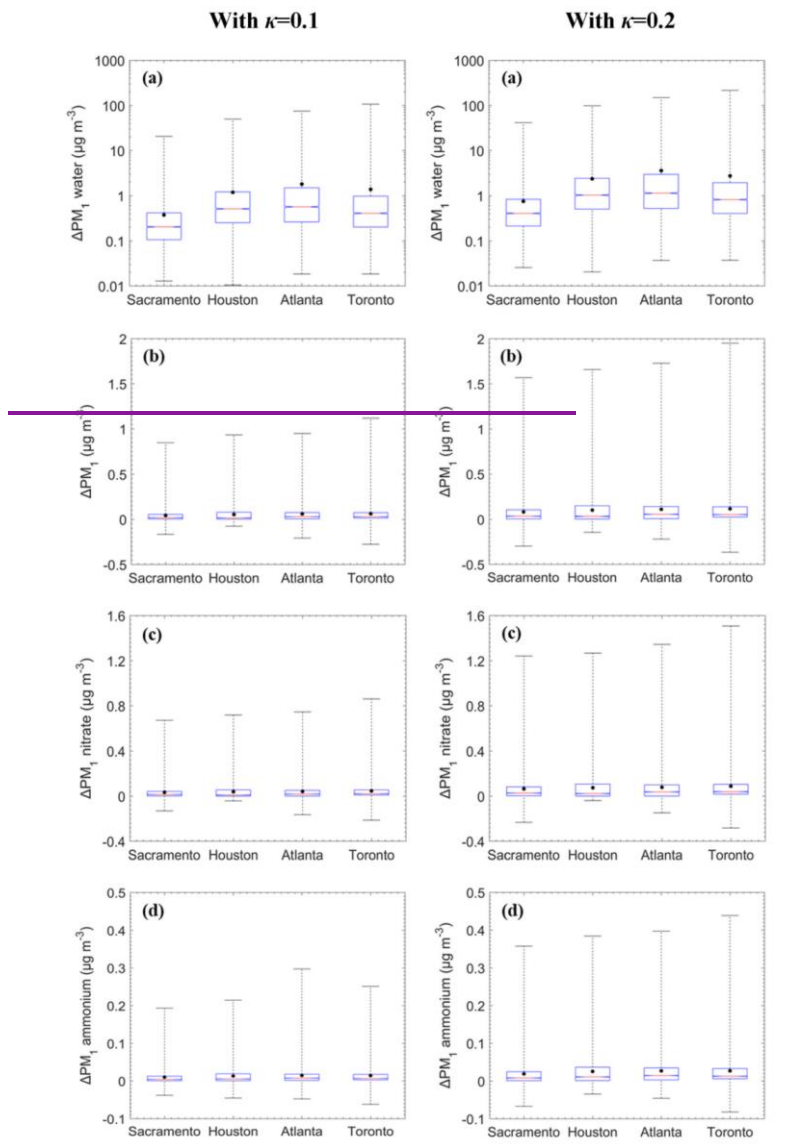 With κ=0.1 With κ=0.2
(a) (a)
ΔPM₁ water (μg m⁻³) ΔPM₁ water (μg m⁻³)
1000 1000
100 100
10 10
1 1
0.1 0.1
0.01 0.01
Sacramento Houston Atlanta Toronto Sacramento Houston Atlanta Toronto
(b) (b)
ΔPM₁ (μg m⁻³) ΔPM₁ (μg m⁻³)
2 2
1.5 1.5
1 1
0.5 0.5
0 0
-0.5 -0.5
Sacramento Houston Atlanta Toronto Sacramento Houston Atlanta Toronto
(c) (c)
ΔPM₁ nitrate (μg m⁻³) ΔPM₁ nitrate (μg m⁻³)
1.6 1.6
1.2 1.2
0.8 0.8
0.4 0.4
0 0
-0.4 -0.4
Sacramento Houston Atlanta Toronto Sacramento Houston Atlanta Toronto
(d) (d)
ΔPM₁ ammonium (μg m⁻³) ΔPM₁ ammonium (μg m⁻³)
0.5 0.5
0.4 0.4
0.3 0.3
0.2 0.2
0.1 0.1
0 0
-0.1 -0.1
Sacramento Houston Atlanta Toronto Sacramento Houston Atlanta Toronto